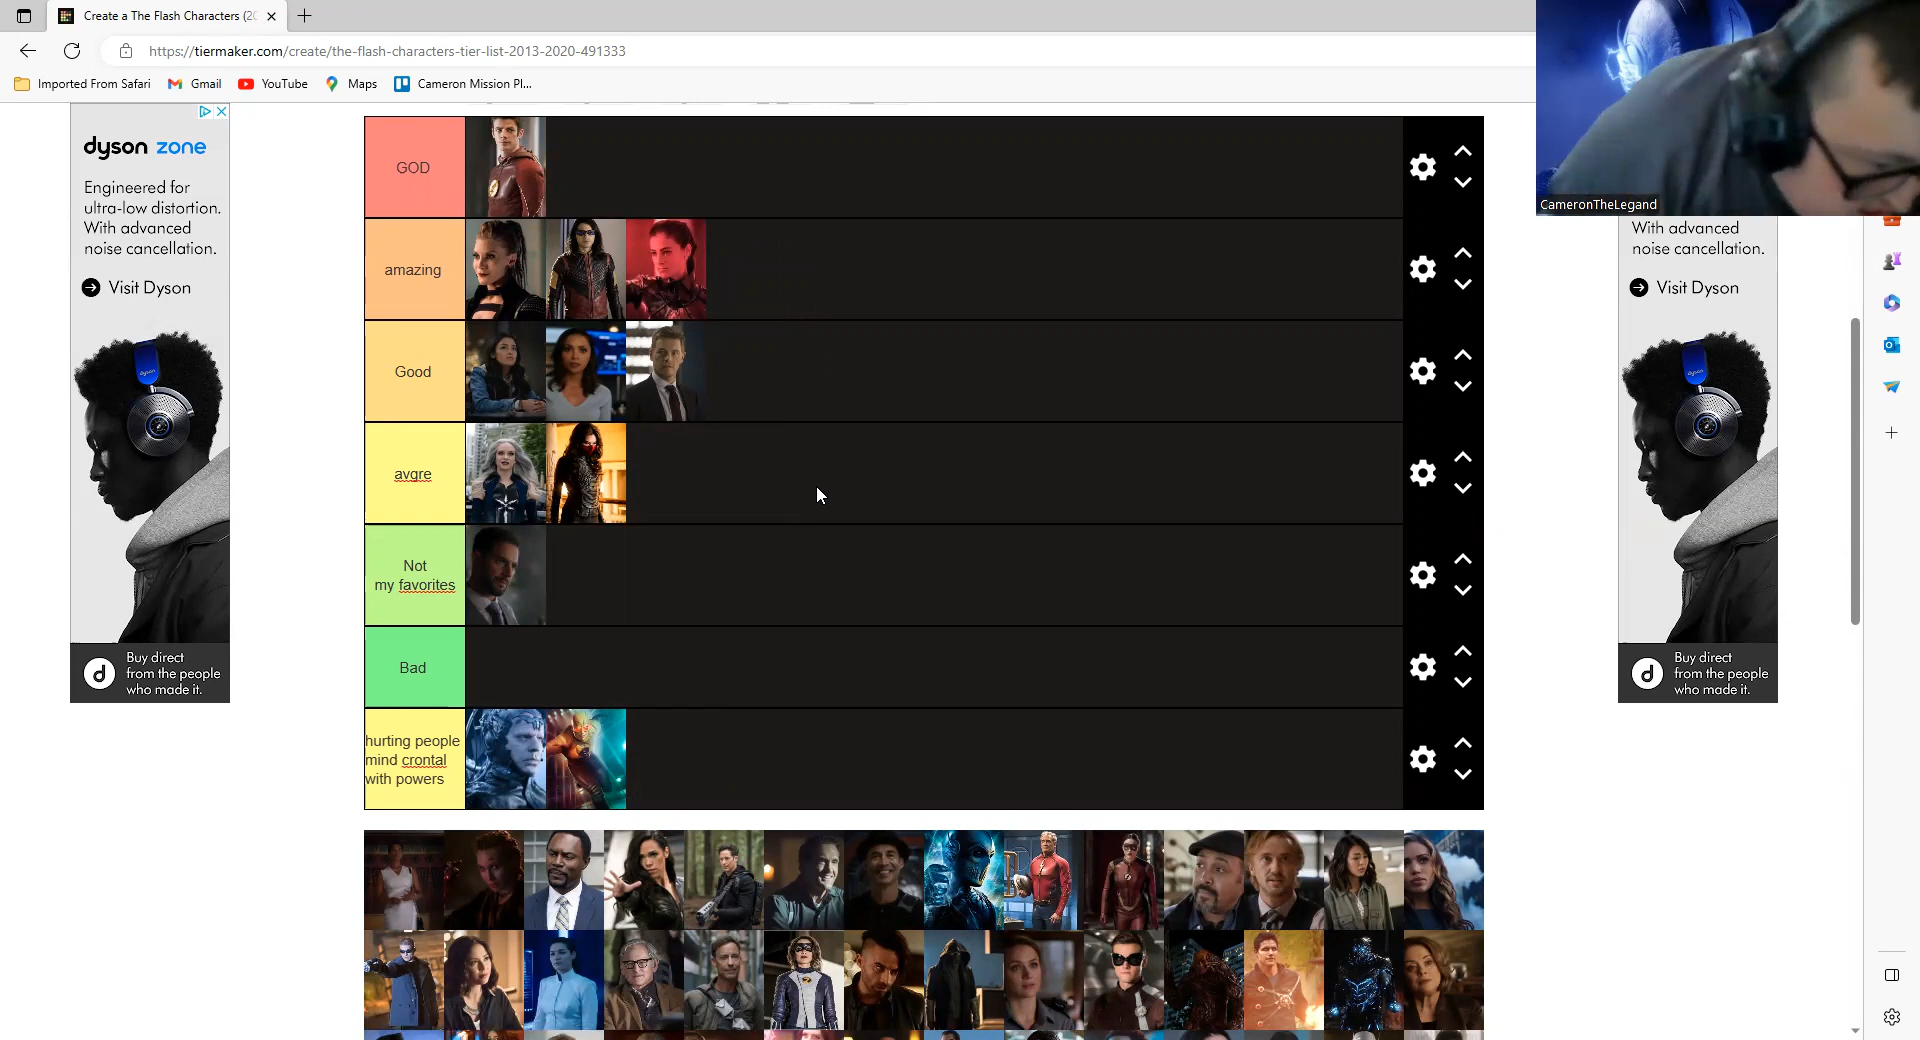 Create a The Flash Characters (20
https://tiermaker.com/create/the-flash-characters-tier-list-2013-2020-491333
Imported From Safari
Gmail
YouTube
Maps
Cameron Mission Pl...
CameronTheLegand
dyson zone
Engineered for
ultra-low distortion.
With advanced
noise cancellation.
Visit Dyson
dyson
Buy direct
from the people
who made it.
GOD
amazing
Good
avgre
Not
my favorites
Bad
hurting people
mind crontal
with powers
With advanced
noise cancellation.
Visit Dyson
dyson
Buy direct
from the people
who made it.